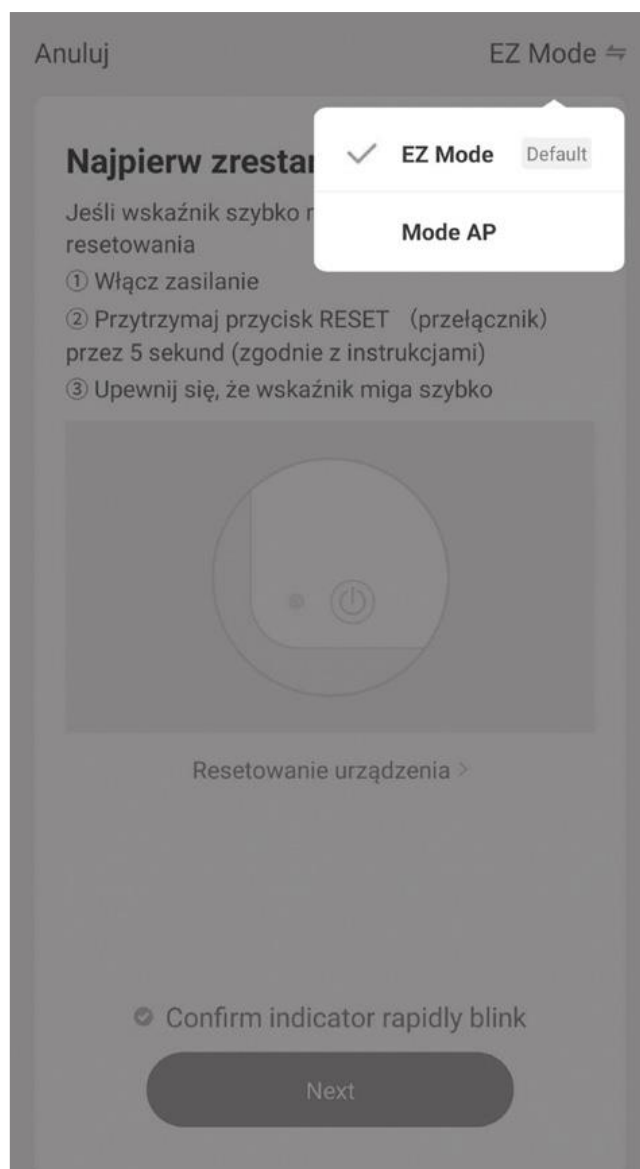 Anuluj
EZ Mode ⇋
EZ Mode Default
Mode AP
Najpierw zresta
Jeśli wskaźnik szybko
resetowania
① Włącz zasilanie
② Przytrzymaj przycisk RESET （przełącznik）
przez 5 sekund (zgodnie z instrukcjami)
③ Upewnij się, że wskaźnik miga szybko
Resetowanie urządzenia >
Confirm indicator rapidly blink
Next